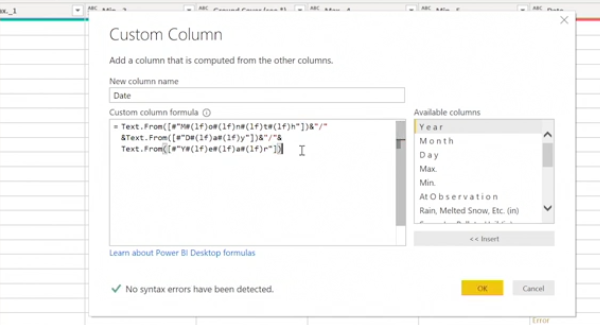 ax._1
Custom Column
Add a column that is computed from the other columns.
New column name
Date
Custom column formula
Available columns
= Text.From([#"M#(lf)o#(lf)n#(lf)t#(lf)h"])&"/"
&Text.From([#"D#(lf)a#(lf)y"])&"/"&
Text.From([#"Y#(lf)e#(lf)a#(lf)r"])
Year
Month
Day
Max.
Min.
At Observation
Rain, Melted Snow, Etc. (in)
<< Insert
Learn about Power BI Desktop formulas
No syntax errors have been detected.
OK
Cancel
Error